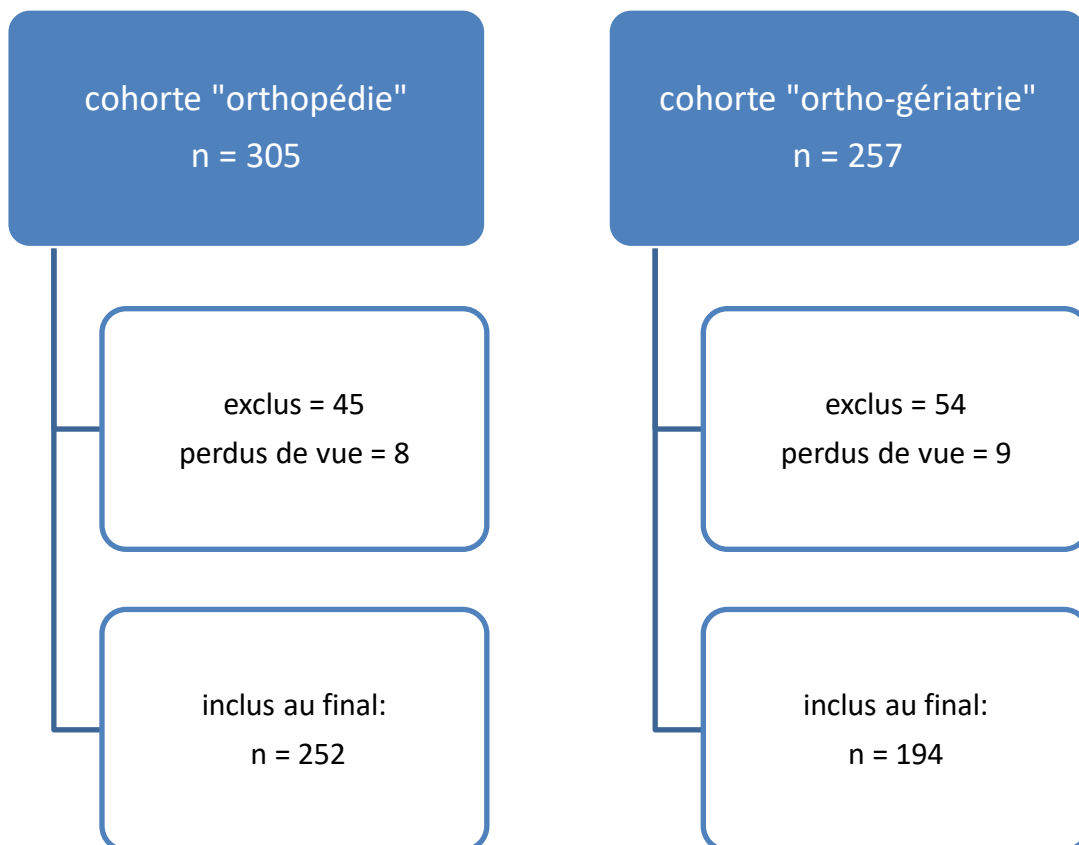 cohorte "orthopédie"
n = 305
exclus = 45
perdus de vue = 8
inclus au final:
n = 252
cohorte "ortho-gériatrie"
n = 257
exclus = 54
perdus de vue = 9
inclus au final:
n = 194